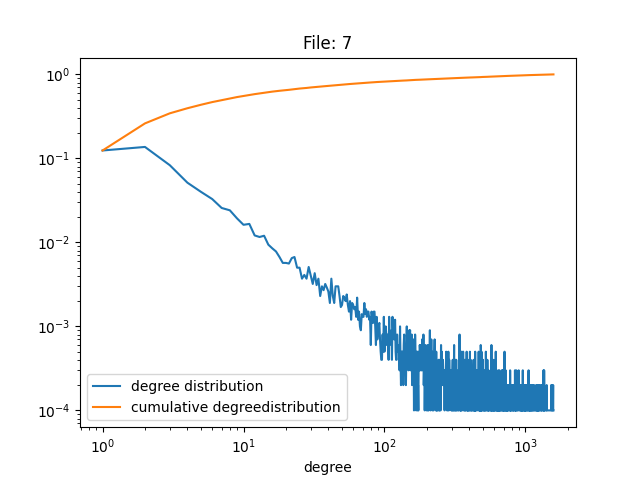 File: 7
10⁰
10⁻¹
10⁻²
10⁻³
10⁻⁴
degree distribution
cumulative degreedistribution
10⁰ 10¹ 10² 10³
degree